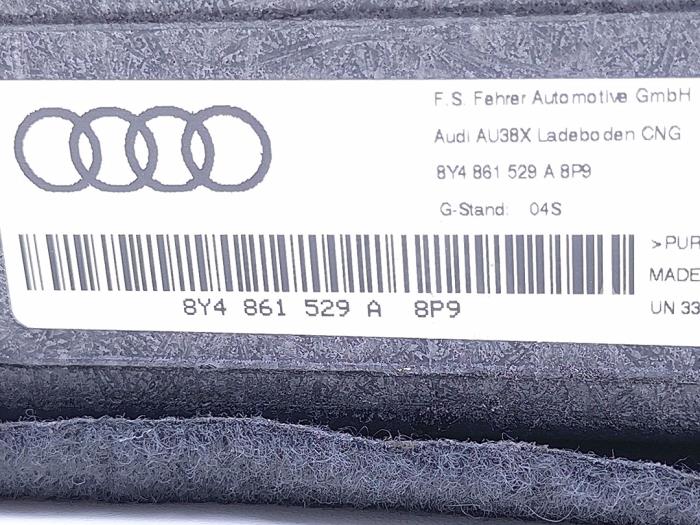 F.S. Fehrer Automotive GmbH
Audi AU38X Ladeboden CNG
8Y4 861 529 A 8P9
G-Stand: 04S
>PUR
MADE
UN 33
8Y4 861 529 A 8P9